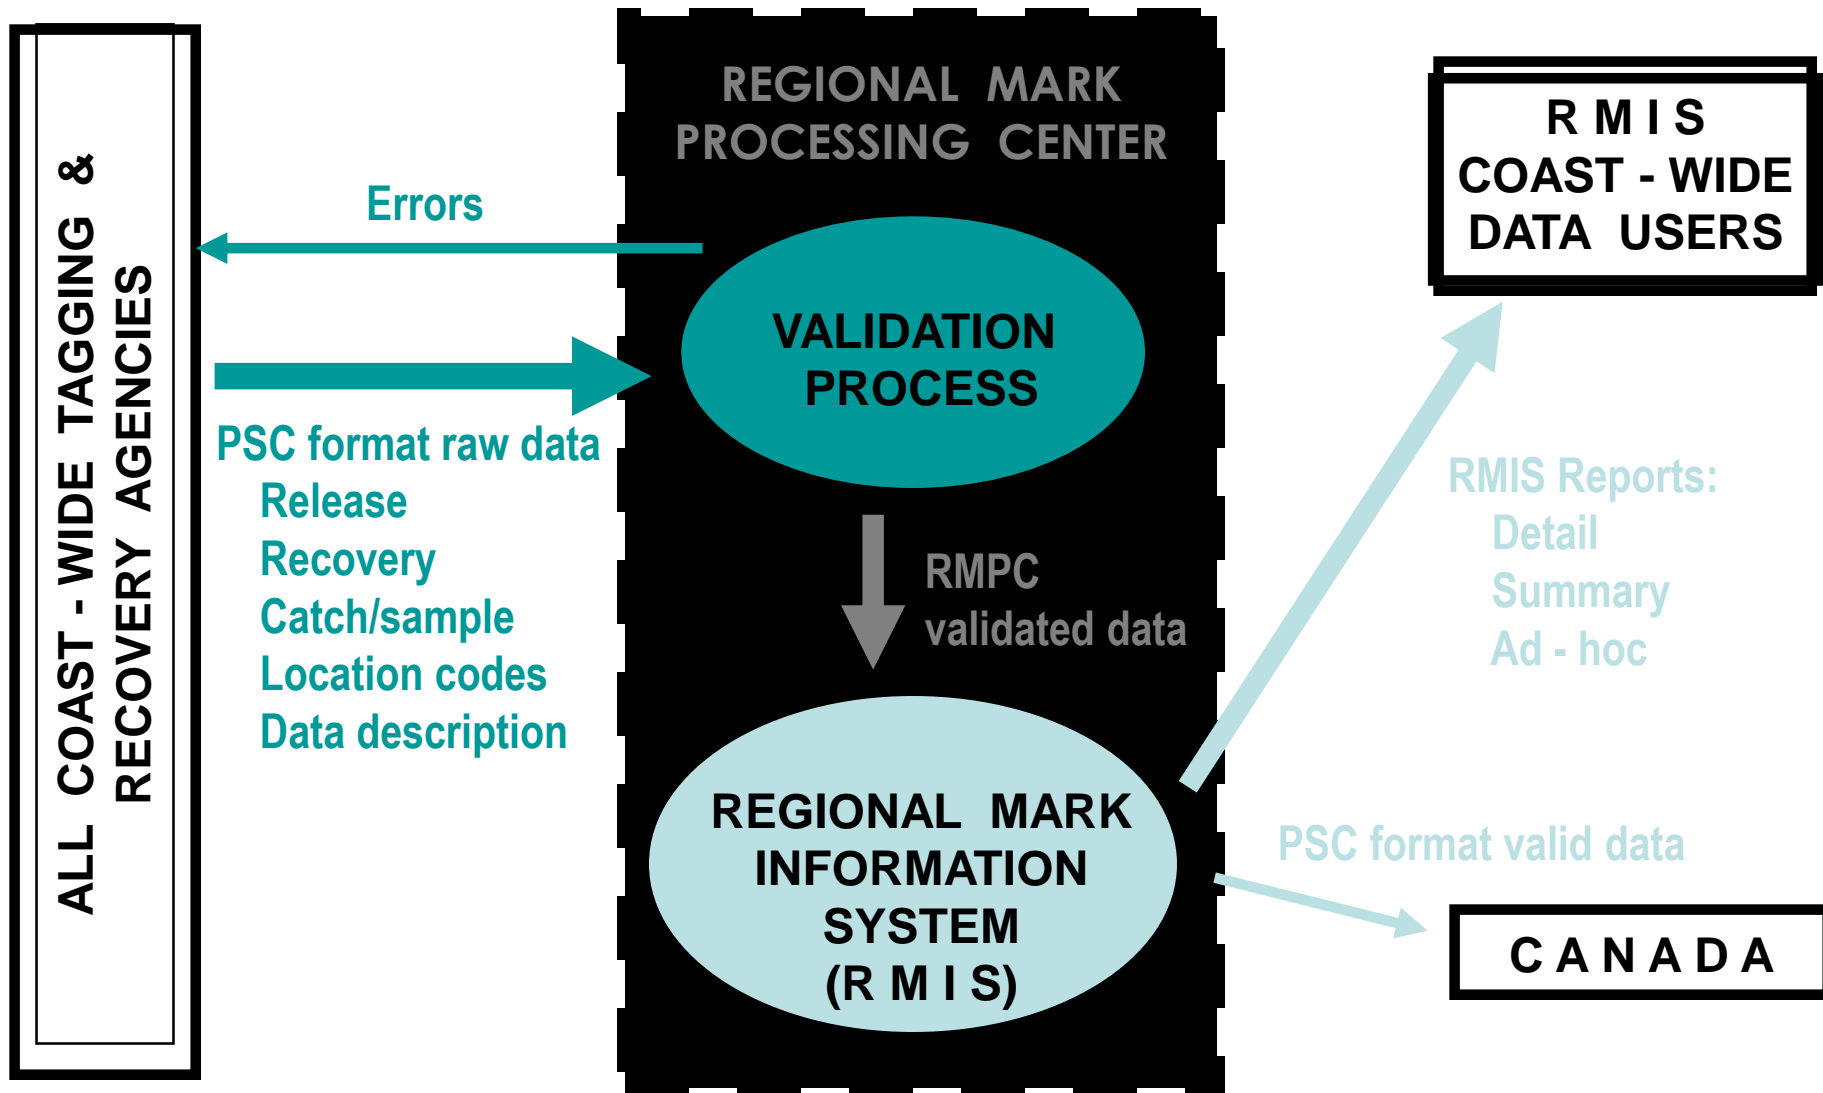 ALL COAST - WIDE TAGGING &
RECOVERY AGENCIES
Errors
PSC format raw data
Release
Recovery
Catch/sample
Location codes
Data description
REGIONAL MARK
PROCESSING CENTER
VALIDATION
PROCESS
RMPC
validated data
REGIONAL MARK
INFORMATION
SYSTEM
(R M I S)
R M I S
COAST - WIDE
DATA USERS
RMIS Reports:
Detail
Summary
Ad - hoc
PSC format valid data
C A N A D A